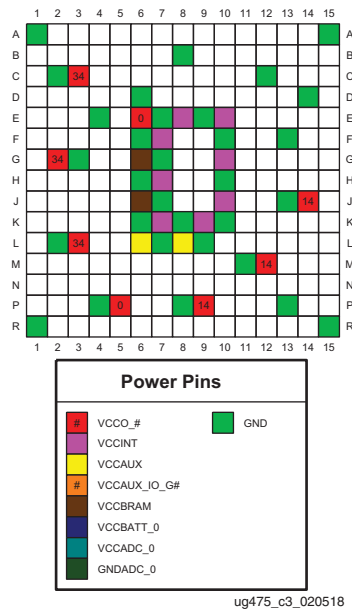 1 2 3 4 5 6 7 8 9 10 11 12 13 14 15
A A
B B
C 34 C
D D
E 0 E
F F
G 34 G
H H
J 14 J
K K
L 34 L
M 12 14 M
N N
P 0 14 P
R R
1 2 3 4 5 6 7 8 9 10 11 12 13 14 15
Power Pins
# VCCO_# GND
VCCINT
VCCAUX
# VCCAUX_IO_G#
VCCBRAM
VCCBATT_0
VCCADC_0
GNDADC_0
ug475_c3_020518